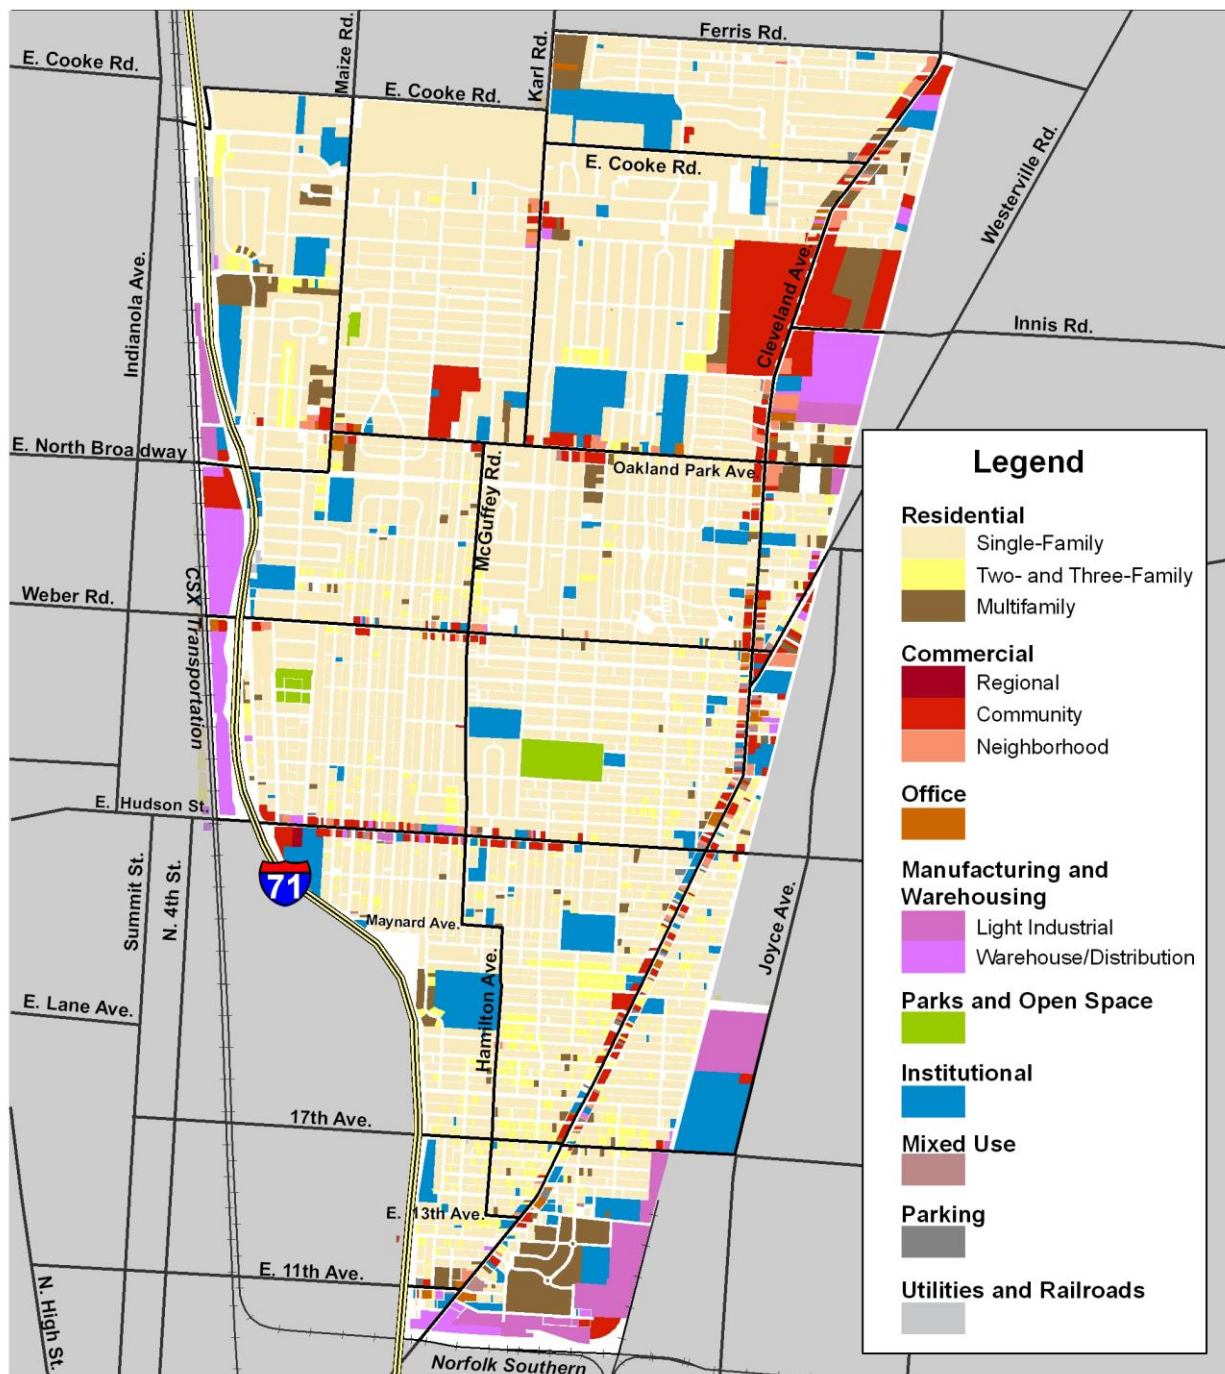 Ferris Rd.
E. Cooke Rd.
Maize Rd.
E. Cooke Rd.
Karl Rd.
E. Cooke Rd.
Westerville Rd.
Indianola Ave.
Cleveland Ave.
Innis Rd.
E. North Broadway
Oakland Park Ave
McGuffey Rd.
Weber Rd.
CSX Transportation
E. Hudson St.
Summit St.
N. 4th St.
71
Maynard Ave.
Hamilton Ave.
Joyce Ave.
E. Lane Ave.
17th Ave.
E. 13th Ave.
E. 11th Ave.
N. High St.
Norfolk Southern
Legend
Residential
Single-Family
Two- and Three-Family
Multifamily
Commercial
Regional
Community
Neighborhood
Office
Manufacturing and
Warehousing
Light Industrial
Warehouse/Distribution
Parks and Open Space
Institutional
Mixed Use
Parking
Utilities and Railroads